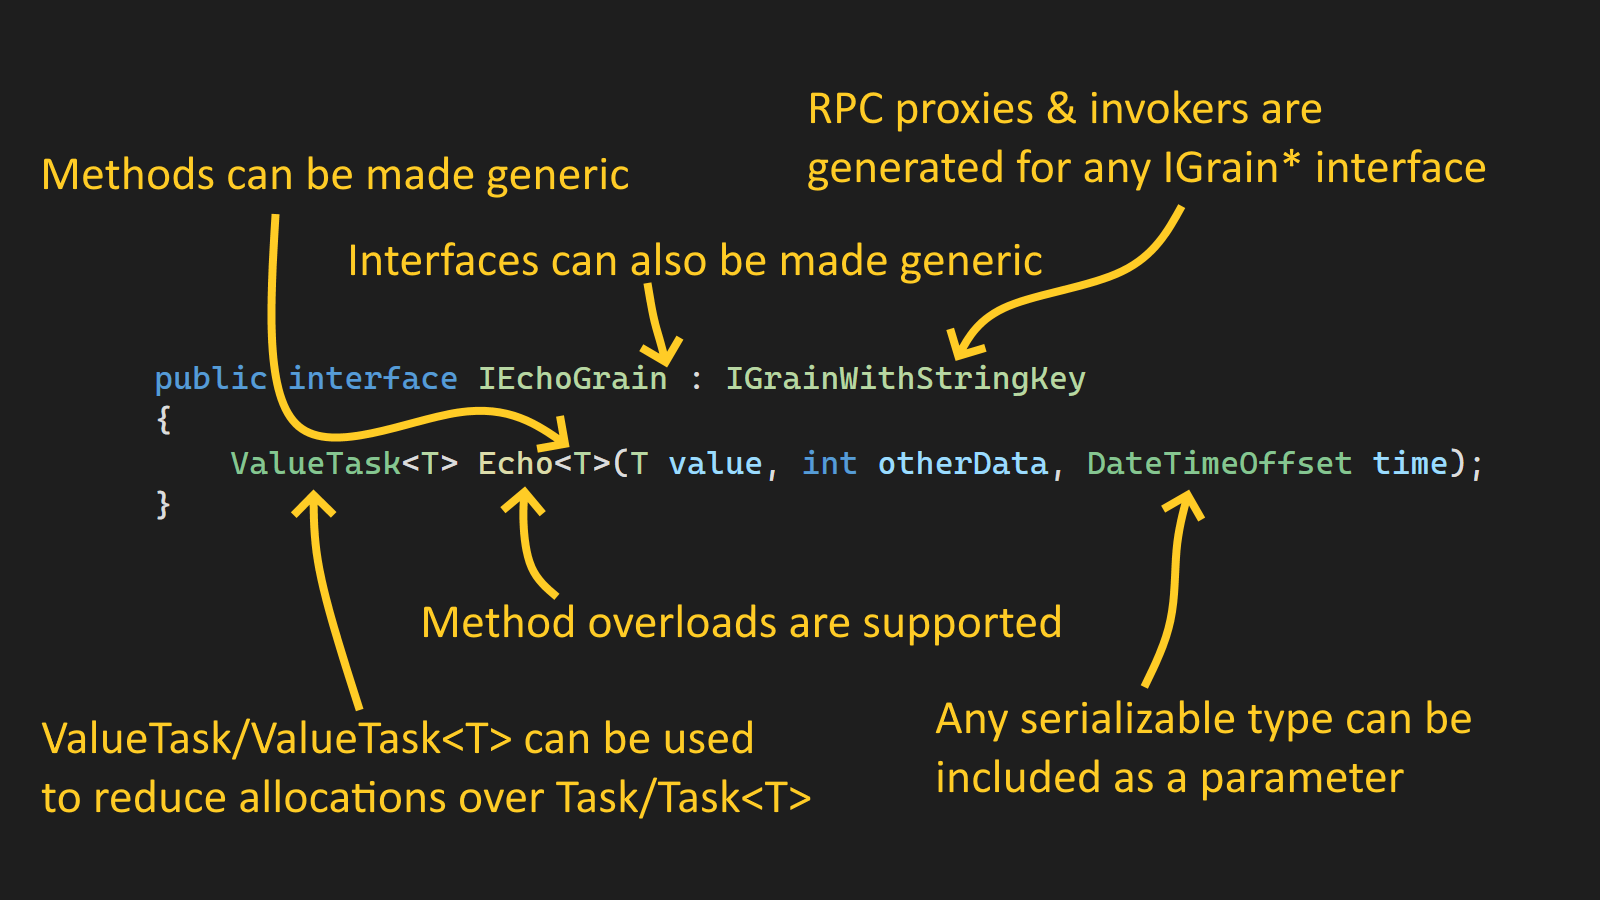 RPC proxies & invokers are
generated for any IGrain* interface
Methods can be made generic
Interfaces can also be made generic
public interface IEchoGrain : IGrainWithStringKey
{
    ValueTask<T> Echo<T>(T value, int otherData, DateTimeOffset time);
}
Method overloads are supported
ValueTask/ValueTask<T> can be used
to reduce allocations over Task/Task<T>
Any serializable type can be
included as a parameter